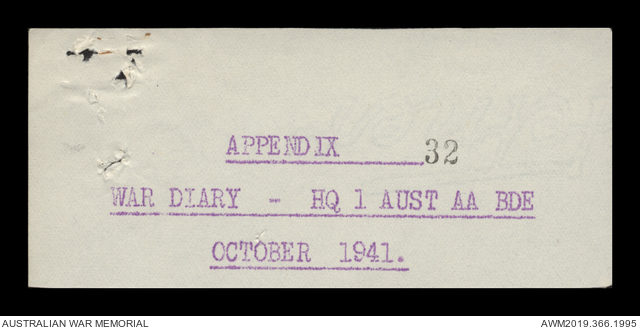 APPENDIX 32
WAR DIARY - HQ 1 AUST AA BDE
OCTOBER 1941.
AUSTRALIAN WAR MEMORIAL AWM2019.366.1995